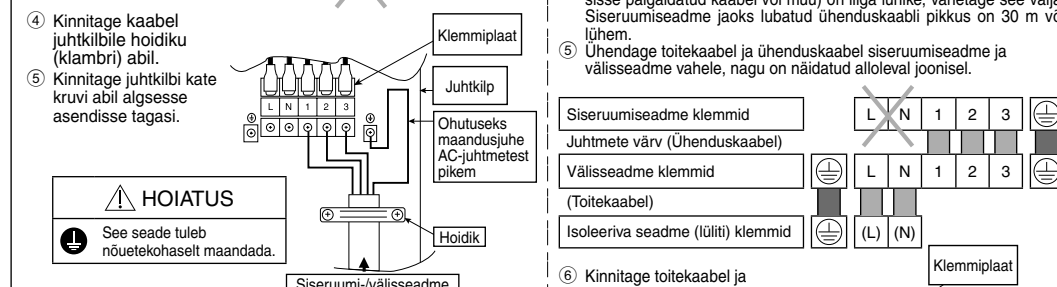 ④ Kinnitage kaabel
juhtkilbile hoidiku
(klambri) abil.
⑤ Kinnitage juhtkilbi kate
kruvi abil algsesse
asendisse tagasi.
Klemmiplaat
Juhtkilp
L N 1 2 3
Ohutuseks
maandusjuhe
AC-juhtmetest
pikem
HOIATUS
See seade tuleb
nõuetekohaselt maandada.
Hoidik
Siseruumi-/välisseadme
Siseruumiseadme jaoks lubatud ühenduskaabli pikkus on 30 m
lühem.
⑤ Ühendage toitekaabel ja ühenduskaabel siseruumiseadme ja
välisseadme vahele, nagu on näidatud alloleval joonisel.
Siseruumiseadme klemmid L N 1 2 3
Juhtmete värv (Ühenduskaabel)
Välisseadme klemmid L N 1 2 3
(Toitekaabel)
Isoleeriva seadme (lüliti) klemmid (L) (N)
Klemmiplaat
⑥ Kinnitage toitekaabel ja